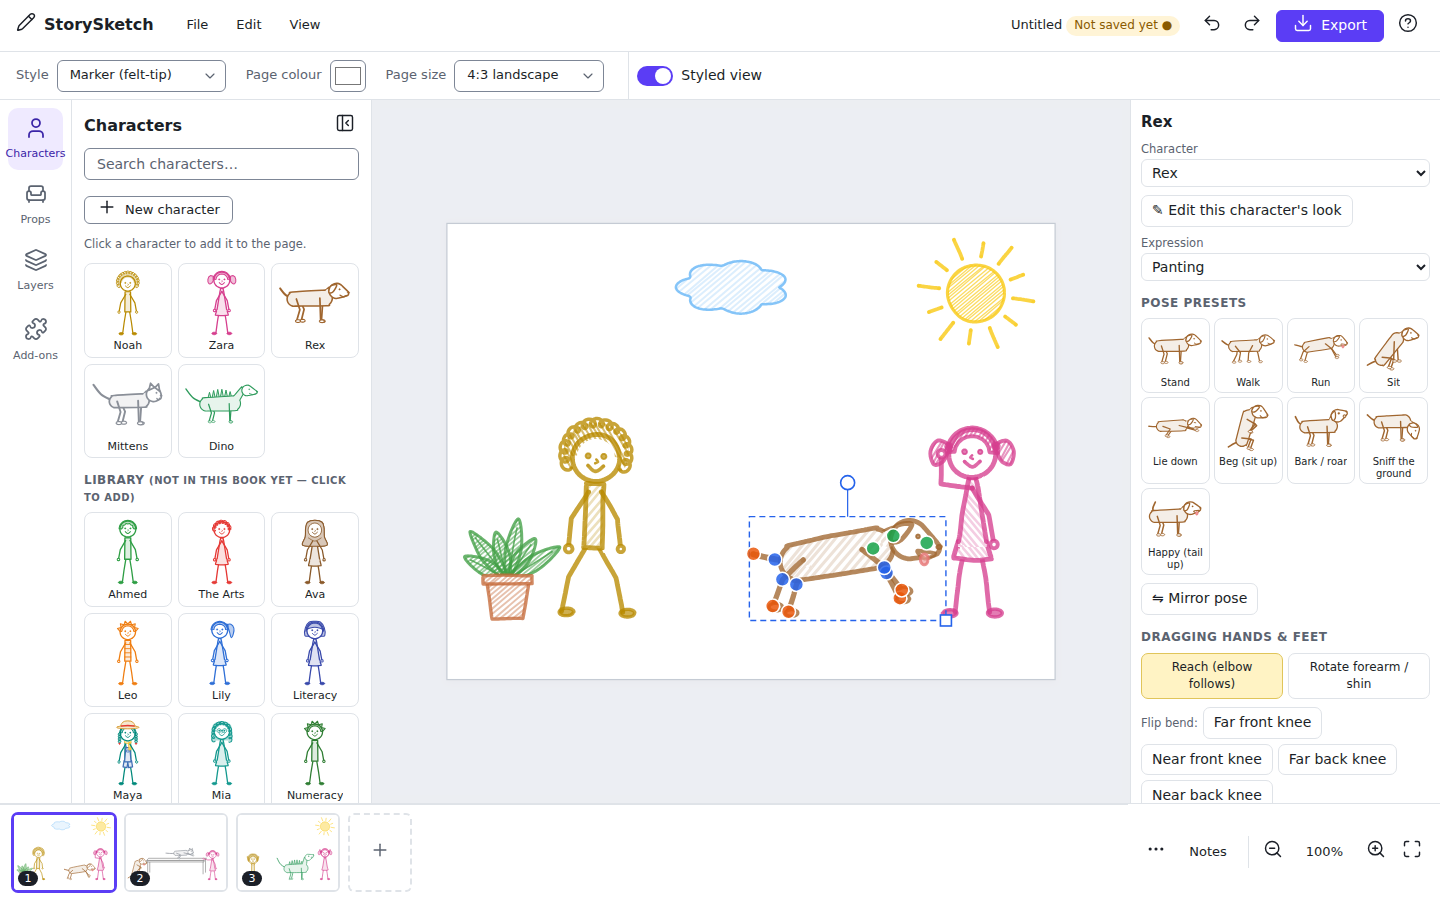 StorySketch
File
Edit
View
Untitled
Not saved yet
Export
Style
Marker (felt-tip)
Page colour
Page size
4:3 landscape
Styled view
Characters
Props
Layers
Add-ons
Characters
Search characters…
New character
Click a character to add it to the page.
Noah
Zara
Rex
Mittens
Dino
LIBRARY (NOT IN THIS BOOK YET — CLICK
TO ADD)
Ahmed
The Arts
Ava
Leo
Lily
Literacy
Maya
Mia
Numeracy
Rex
Character
Rex
✎ Edit this character's look
Expression
Panting
POSE PRESETS
Stand
Walk
Run
Sit
Lie down
Beg (sit up)
Bark / roar
Sniff the
ground
Happy (tail
up)
⇋ Mirror pose
DRAGGING HANDS & FEET
Reach (elbow
follows)
Rotate forearm /
shin
Flip bend:
Far front knee
Near front knee
Far back knee
Near back knee
1
2
3
Notes
100%